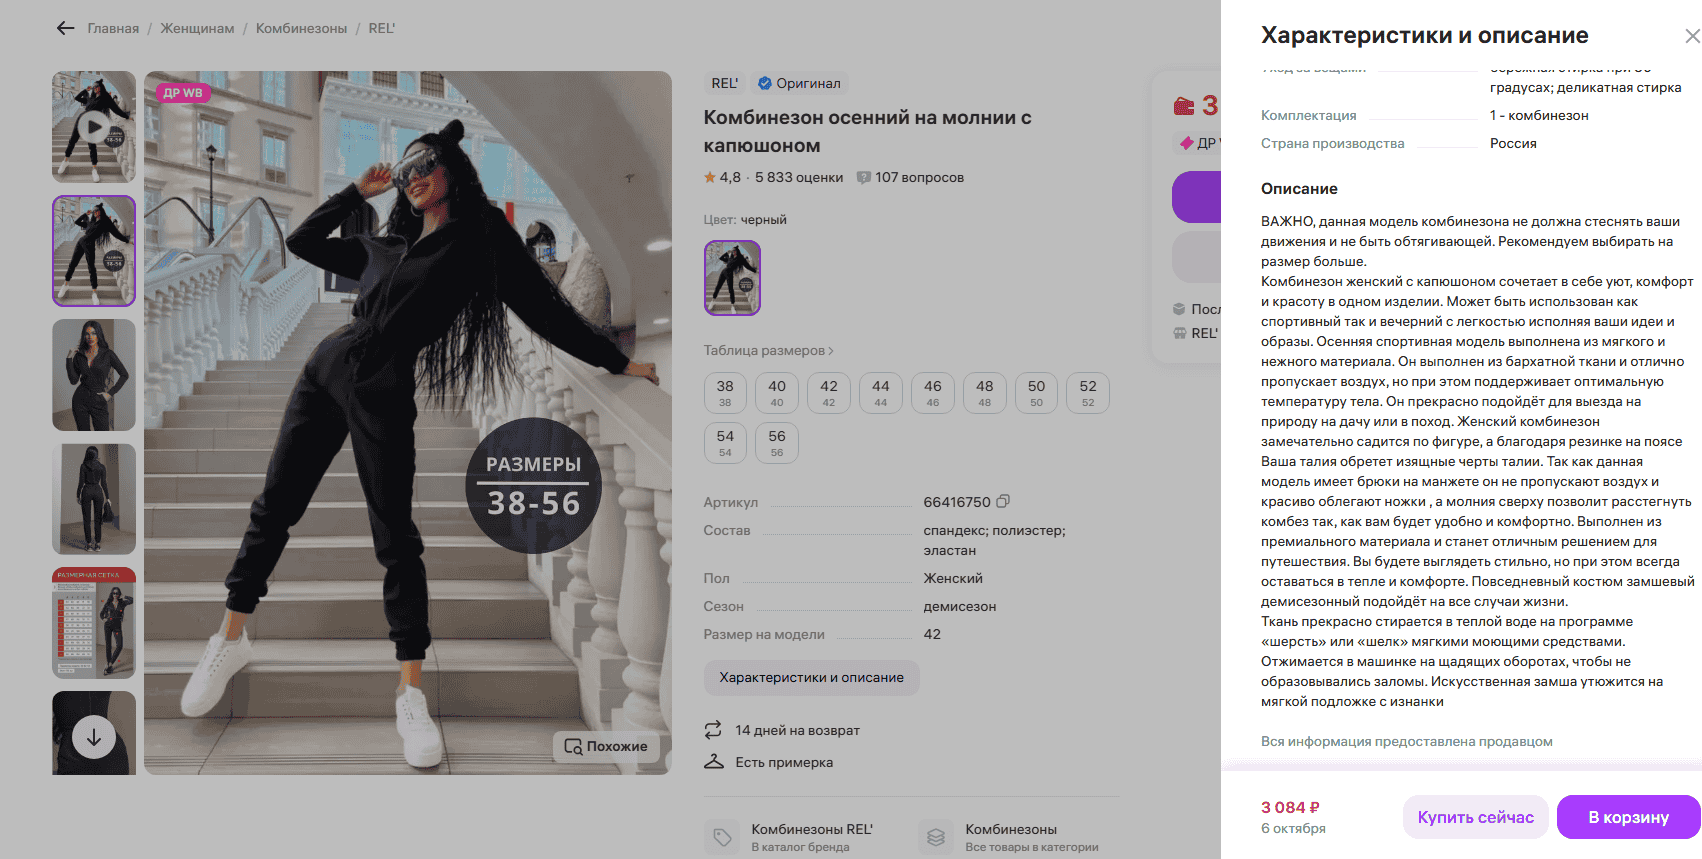 Главная / Женщинам / Комбинезоны / REL'
ДР WB
РАЗМЕРЫ
38-56
Похожие
РАЗМЕРНАЯ СЕТКА
REL'
Оригинал
Комбинезон осенний на молнии с
капюшоном
4,8 · 5 833 оценки
107 вопросов
Цвет: черный
Таблица размеров
38 40 42 44 46 48 50 52
38 40 42 44 46 48 50 52
54 56
54 56
Артикул 66416750
Состав спандекс; полиэстер;
эластан
Пол Женский
Сезон демисезон
Размер на модели 42
Характеристики и описание
14 дней на возврат
Есть примерка
Комбинезоны REL'
В каталог бренда
Комбинезоны
Все товары в категории
3
ДР
REL'
Характеристики и описание
градусах; деликатная стирка
Комплектация 1 - комбинезон
Страна производства Россия
Описание
ВАЖНО, данная модель комбинезона не должна стеснять ваши
движения и не быть обтягивающей. Рекомендуем выбирать на
размер больше.
Комбинезон женский с капюшоном сочетает в себе уют, комфорт
и красоту в одном изделии. Может быть использован как
спортивный так и вечерний с легкостью исполняя ваши идеи и
образы. Осенняя спортивная модель выполнена из мягкого и
нежного материала. Он выполнен из бархатной ткани и отлично
пропускает воздух, но при этом поддерживает оптимальную
температуру тела. Он прекрасно подойдёт для выезда на
природу на дачу или в поход. Женский комбинезон
замечательно садится по фигуре, а благодаря резинке на поясе
Ваша талия обретет изящные черты талии. Так как данная
модель имеет брюки на манжете он не пропускают воздух и
красиво облегают ножки , а молния сверху позволит расстегнуть
комбез так, как вам будет удобно и комфортно. Выполнен из
премиального материала и станет отличным решением для
путешествия. Вы будете выглядеть стильно, но при этом всегда
оставаться в тепле и комфорте. Повседневный костюм замшевый
демисезонный подойдёт на все случаи жизни.
Ткань прекрасно стирается в теплой воде на программе
«шерсть» или «шелк» мягкими моющими средствами.
Отжимается в машинке на щадящих оборотах, чтобы не
образовывались заломы. Искусственная замша утюжится на
мягкой подложке с изнанки
Вся информация предоставлена продавцом
3 084 ₽
6 октября
Купить сейчас
В корзину